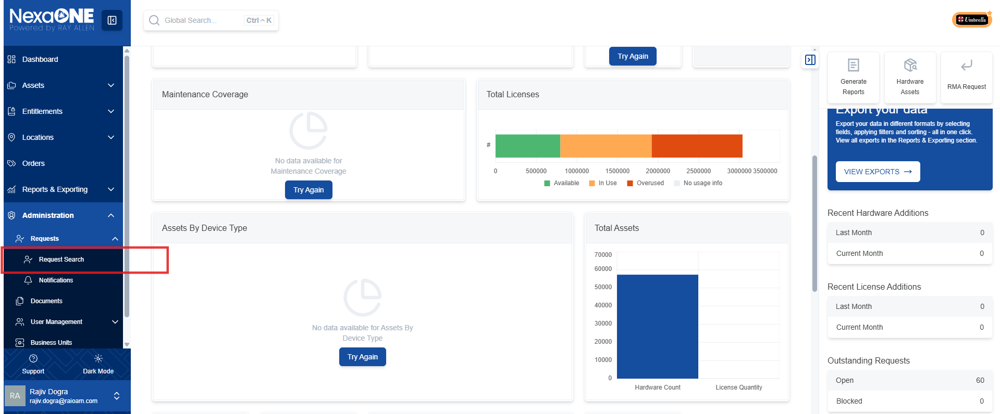 NexaONE
Powered by RAY ALLEN
Global Search...
Ctrl ^ K
Umbrella
Dashboard
Assets
Entitlements
Locations
Orders
Reports & Exporting
Administration
Requests
Request Search
Notifications
Documents
User Management
Business Units
Support
Dark Mode
RA
Rajiv Dogra
rajiv.dogra@raioam.com
Try Again
Maintenance Coverage
No data available for
Maintenance Coverage
Try Again
Total Licenses
#
0 500000 1000000 1500000 2000000 2500000 3000000 3500000
Available In Use Overused No usage info
Assets By Device Type
No data available for Assets By
Device Type
Try Again
Total Assets
70000
60000
50000
40000
30000
20000
10000
0
Hardware Count License Quantity
Generate
Reports
Hardware
Assets
RMA Request
Export your data
Export your data in different formats by selecting
fields, applying filters and sorting - all in one click.
View all exports in the Reports & Exporting section.
VIEW EXPORTS →
Recent Hardware Additions
Last Month 0
Current Month 0
Recent License Additions
Last Month 0
Current Month 0
Outstanding Requests
Open 60
Blocked 0